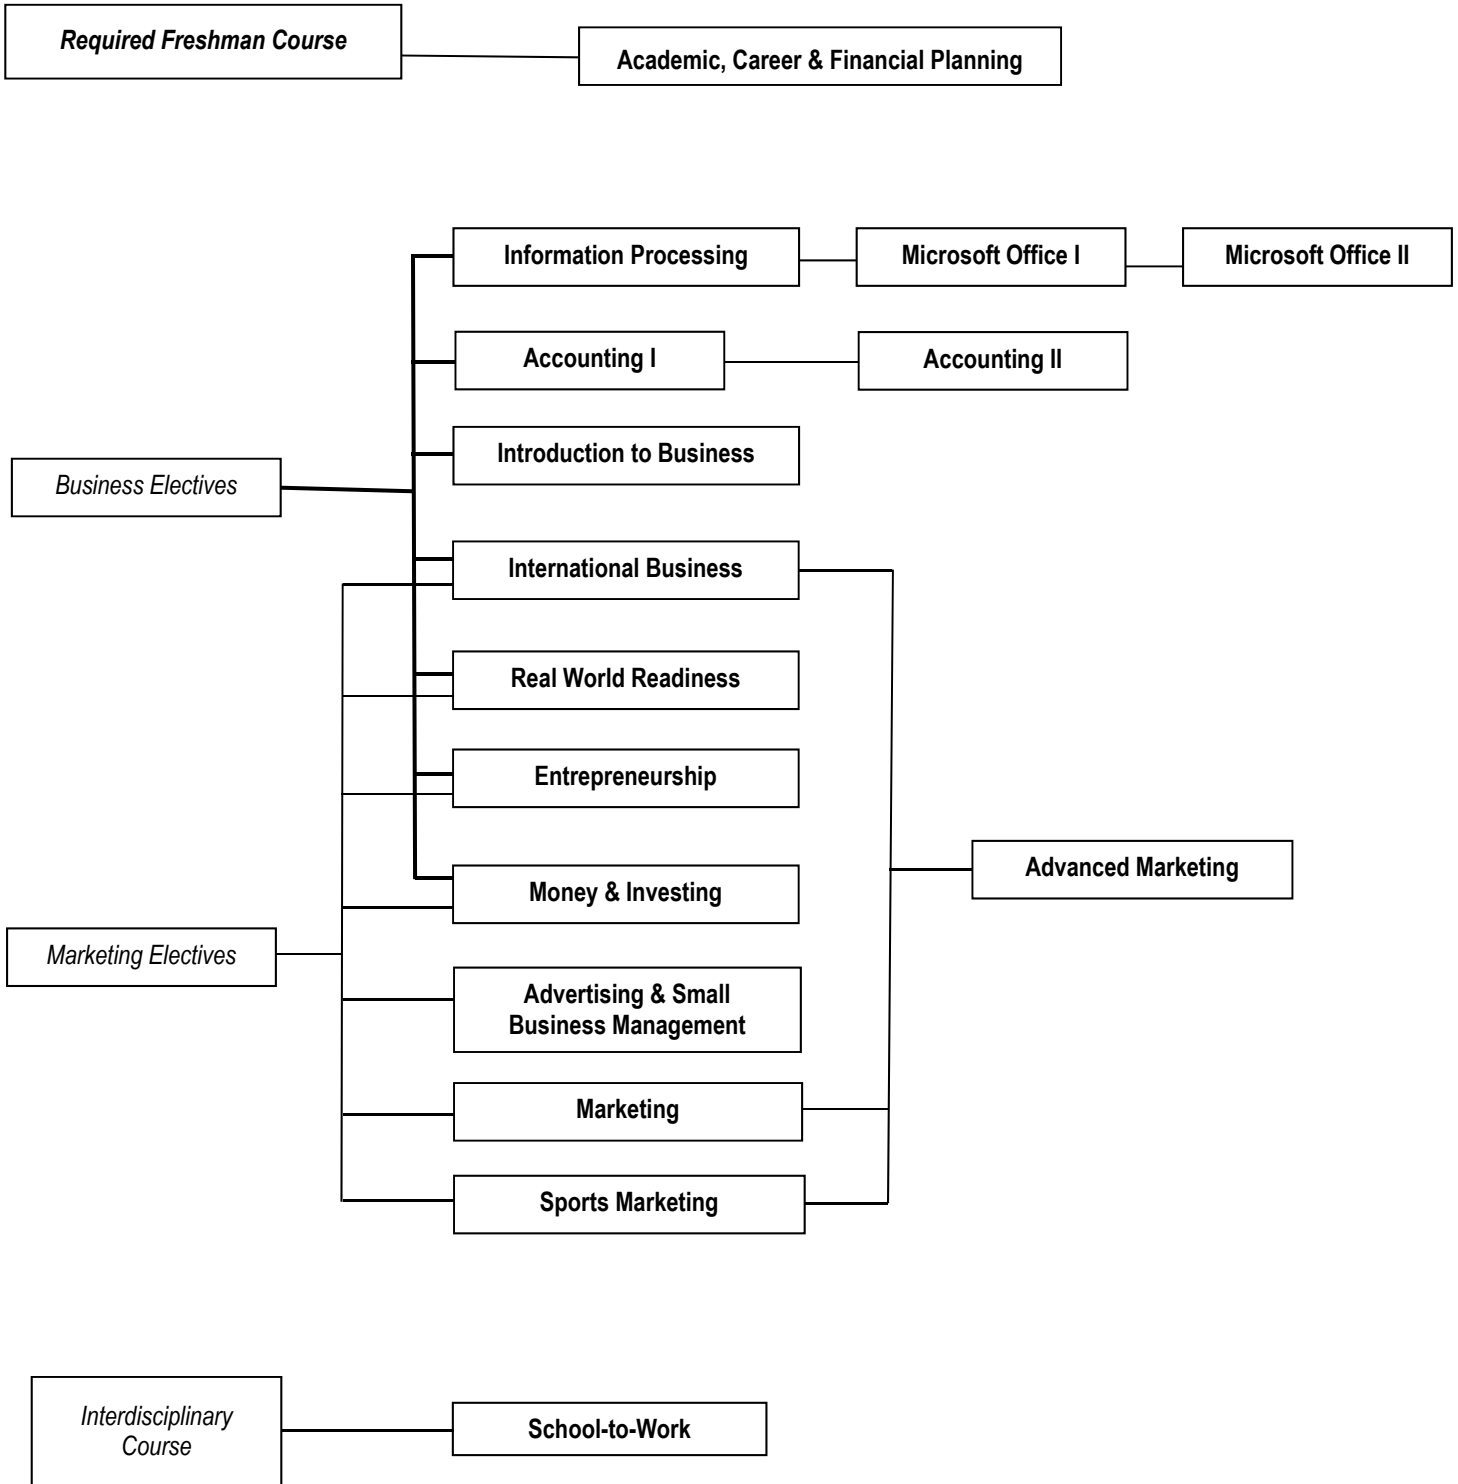 Required Freshman Course
Academic, Career & Financial Planning
Information Processing
Microsoft Office I
Microsoft Office II
Accounting I
Accounting II
Introduction to Business
Business Electives
International Business
Real World Readiness
Entrepreneurship
Advanced Marketing
Money & Investing
Marketing Electives
Advertising & Small
Business Management
Marketing
Sports Marketing
Interdisciplinary
Course
School-to-Work